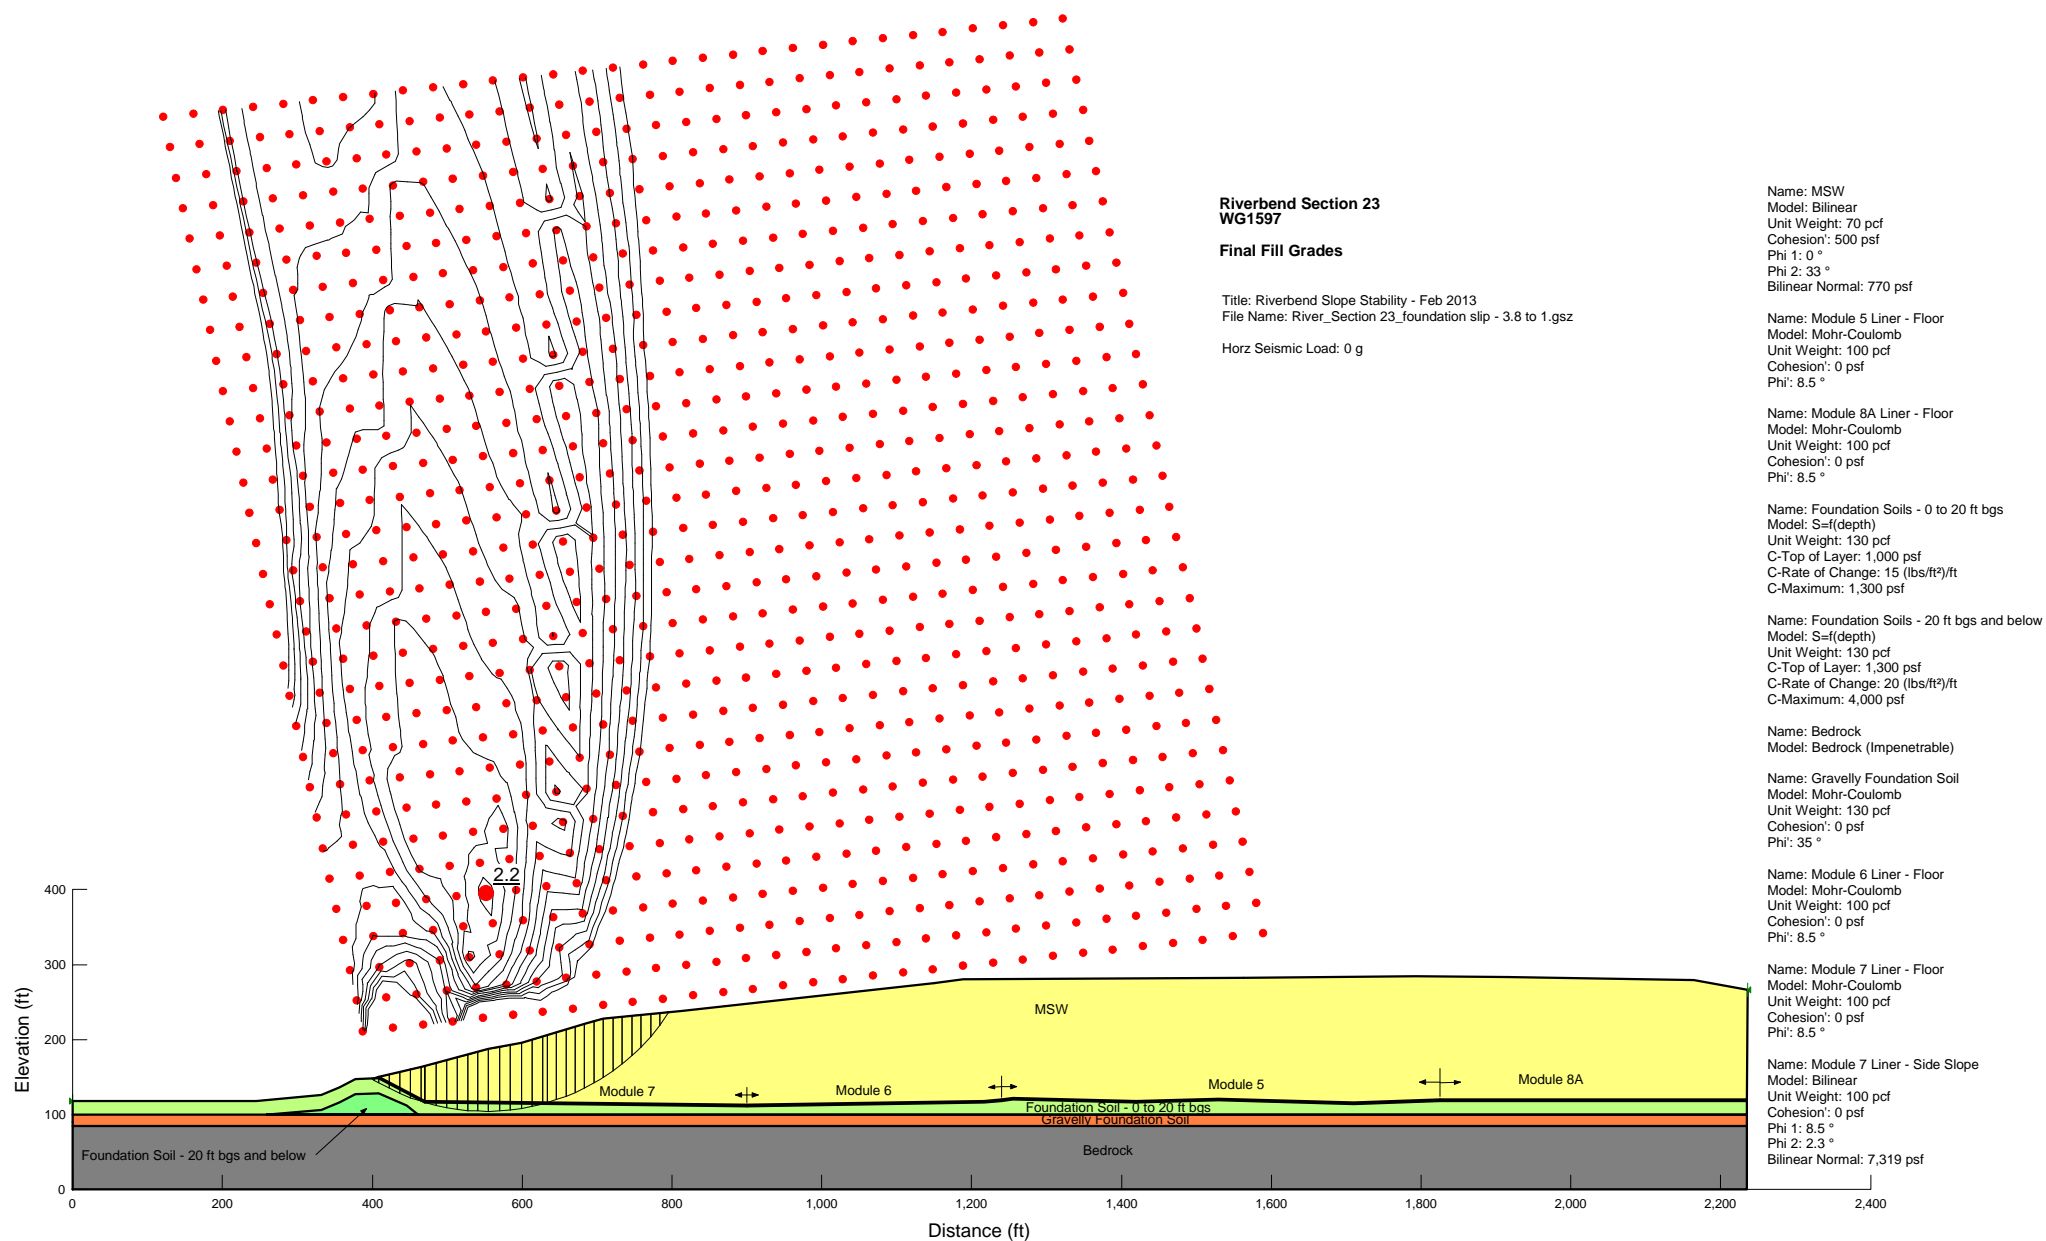 Riverbend Section 23
WG1597
Final Fill Grades
Title: Riverbend Slope Stability - Feb 2013
File Name: River_Section 23_foundation slip - 3.8 to 1.gsz
Horz Seismic Load: 0 g
Name: MSW
Model: Bilinear
Unit Weight: 70 pcf
Cohesion': 500 psf
Phi 1: 0 °
Phi 2: 33 °
Bilinear Normal: 770 psf
Name: Module 5 Liner - Floor
Model: Mohr-Coulomb
Unit Weight: 100 pcf
Cohesion': 0 psf
Phi': 8.5 °
Name: Module 8A Liner - Floor
Model: Mohr-Coulomb
Unit Weight: 100 pcf
Cohesion': 0 psf
Phi': 8.5 °
Name: Foundation Soils - 0 to 20 ft bgs
Model: S=f(depth)
Unit Weight: 130 pcf
C-Top of Layer: 1,000 psf
C-Rate of Change: 15 (lbs/ft²)/ft
C-Maximum: 1,300 psf
Name: Foundation Soils - 20 ft bgs and below
Model: S=f(depth)
Unit Weight: 130 pcf
C-Top of Layer: 1,300 psf
C-Rate of Change: 20 (lbs/ft²)/ft
C-Maximum: 4,000 psf
Name: Bedrock
Model: Bedrock (Impenetrable)
Name: Gravelly Foundation Soil
Model: Mohr-Coulomb
Unit Weight: 130 pcf
Cohesion': 0 psf
Phi': 35 °
Name: Module 6 Liner - Floor
Model: Mohr-Coulomb
Unit Weight: 100 pcf
Cohesion': 0 psf
Phi': 8.5 °
Name: Module 7 Liner - Floor
Model: Mohr-Coulomb
Unit Weight: 100 pcf
Cohesion': 0 psf
Phi': 8.5 °
Name: Module 7 Liner - Side Slope
Model: Bilinear
Unit Weight: 100 pcf
Cohesion': 0 psf
Phi 1: 8.5 °
Phi 2: 2.3 °
Bilinear Normal: 7,319 psf
2.2
400
300
200
100
0
Elevation (ft)
MSW
Module 7
Module 6
Module 5
Module 8A
Foundation Soil - 0 to 20 ft bgs
Gravelly Foundation Soil
Bedrock
Foundation Soil - 20 ft bgs and below
0
200
400
600
800
1,000
1,200
1,400
1,600
1,800
2,000
2,200
2,400
Distance (ft)